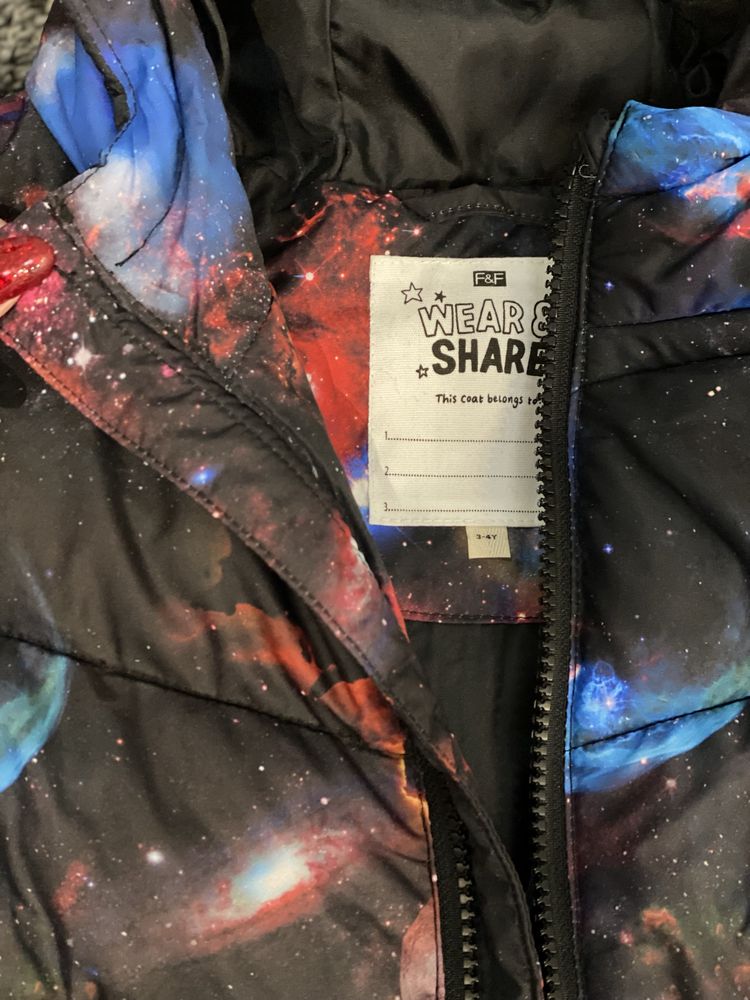 F&F
WEAR &
SHARE
This coat belongs to:
1.
2.
3.
3-4Y